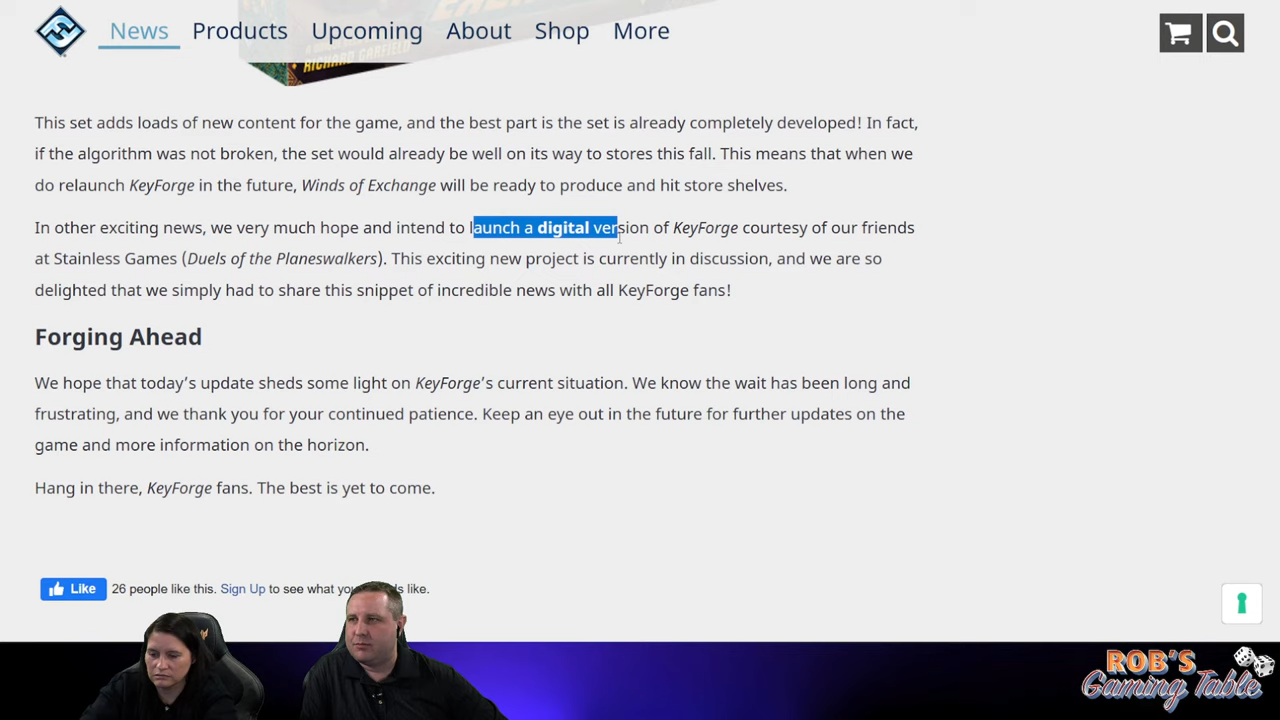 News Products Upcoming About Shop More
RICHARD GARFIELD
This set adds loads of new content for the game, and the best part is the set is already completely developed! In fact,
if the algorithm was not broken, the set would already be well on its way to stores this fall. This means that when we
do relaunch KeyForge in the future, Winds of Exchange will be ready to produce and hit store shelves.
In other exciting news, we very much hope and intend to launch a digital version of KeyForge courtesy of our friends
at Stainless Games (Duels of the Planeswalkers). This exciting new project is currently in discussion, and we are so
delighted that we simply had to share this snippet of incredible news with all KeyForge fans!
Forging Ahead
We hope that today's update sheds some light on KeyForge's current situation. We know the wait has been long and
frustrating, and we thank you for your continued patience. Keep an eye out in the future for further updates on the
game and more information on the horizon.
Hang in there, KeyForge fans. The best is yet to come.
Like 26 people like this. Sign Up to see what you ds like.
ROB'S
Gaming Table